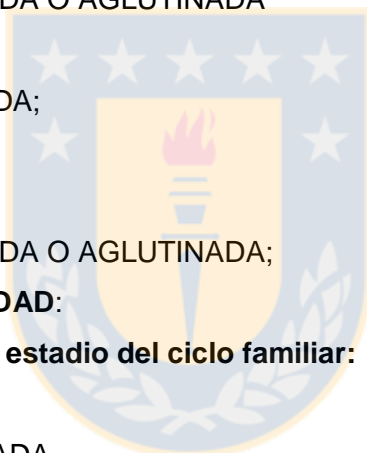 DA O AGLUTINADA
DA;
DA O AGLUTINADA;
DAD:
estadio del ciclo familiar:
ADA